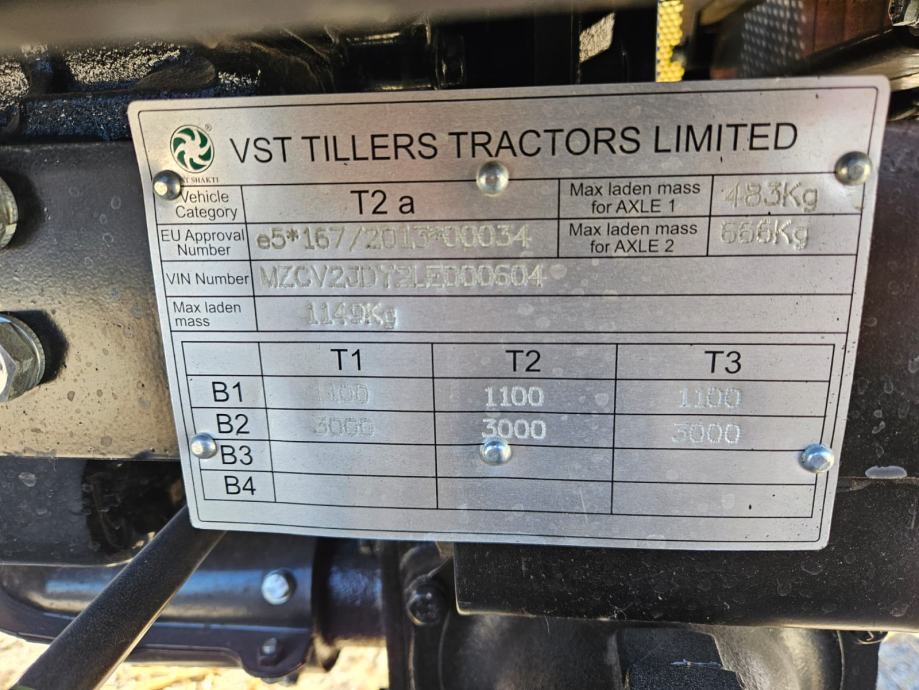 VST TILLERS TRACTORS LIMITED
®
SHAKTI
Vehicle Category T2 a Max laden mass for AXLE 1 483Kg
EU Approval Number e5*167/2013*00034 Max laden mass for AXLE 2 666Kg
VIN Number
Max laden mass 1149Kg
T1 T2 T3
B1 1100 1100 1100
B2 3000 3000 3000
B3
B4